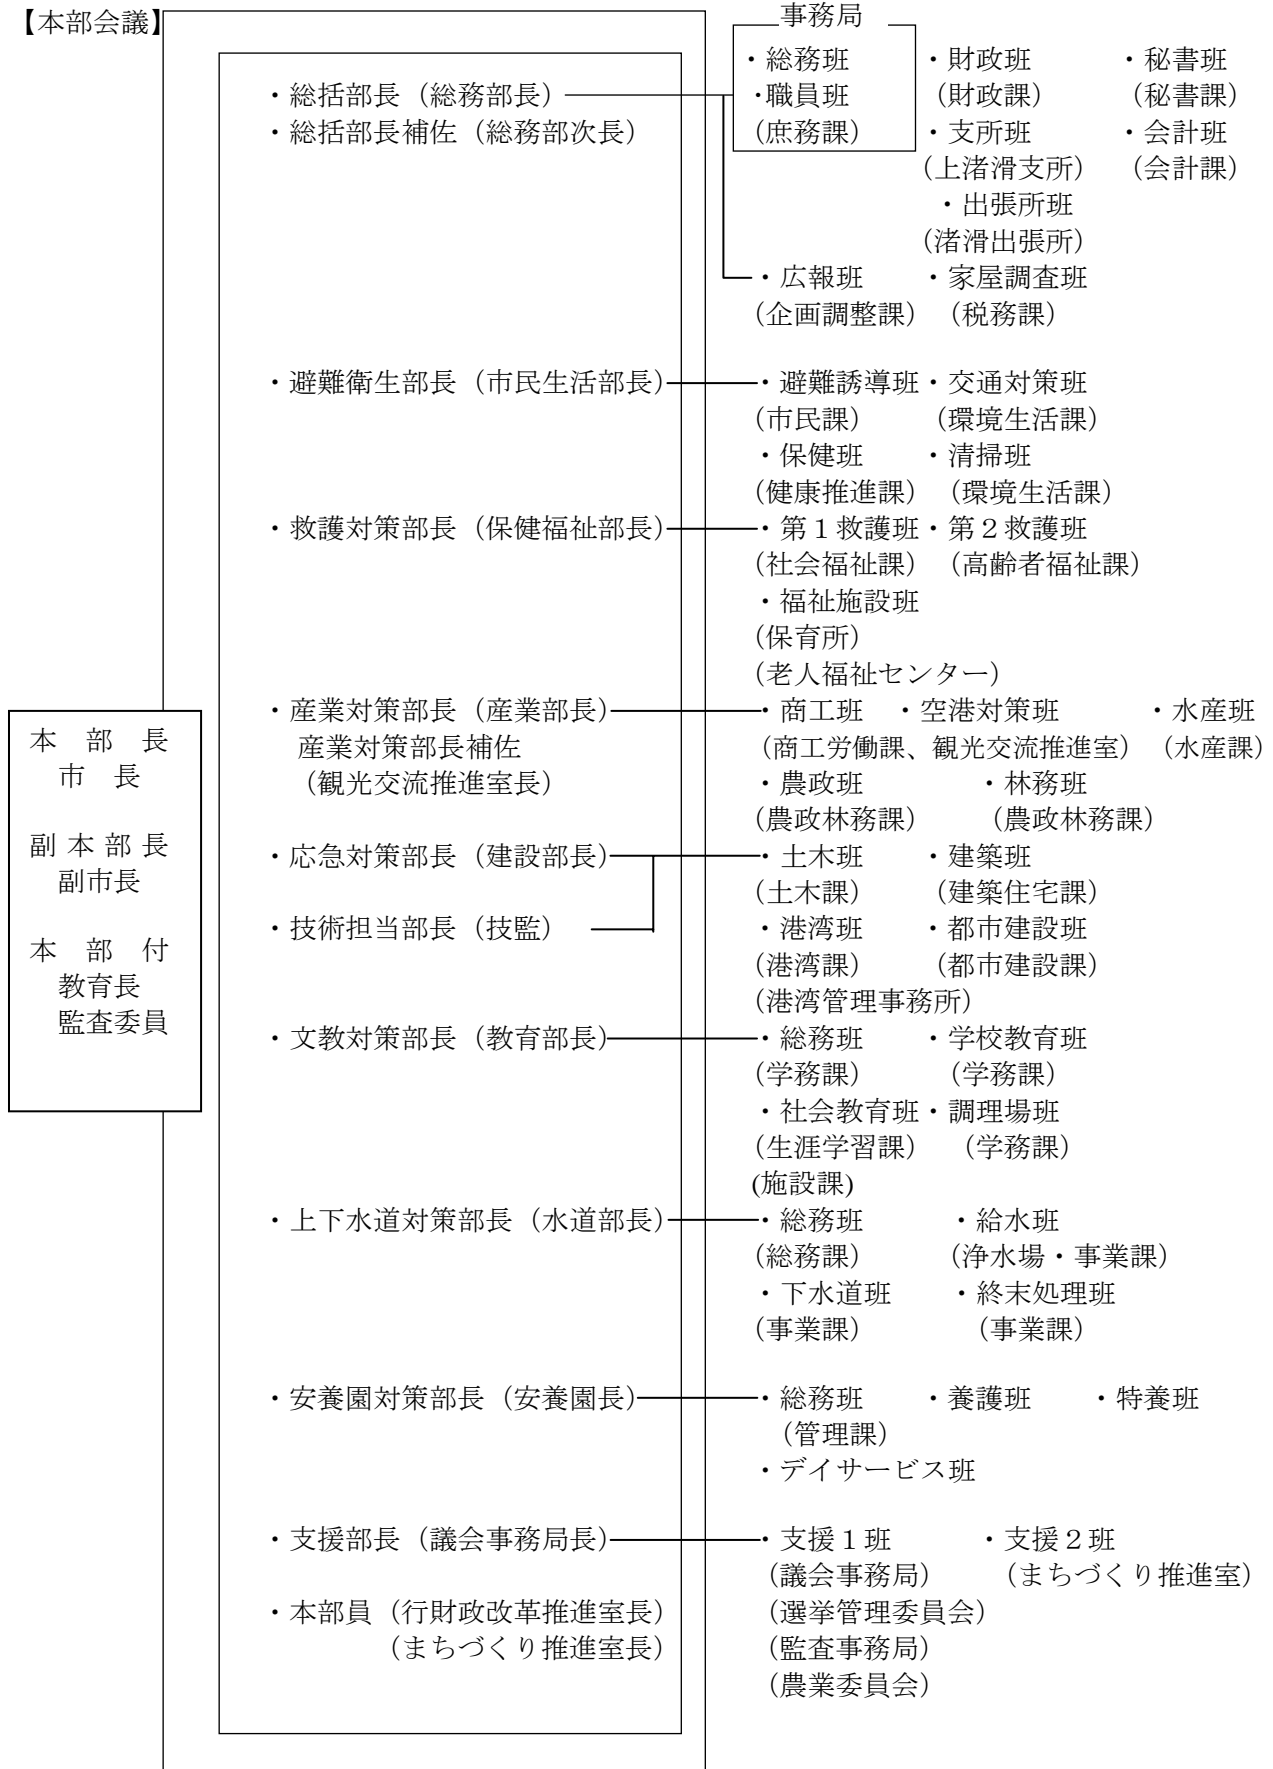 【本部会議】
事務局
・総務班 ・財政班 ・秘書班
・総括部長（総務部長） ・職員班 （財政課） （秘書課）
・総括部長補佐（総務部次長） （庶務課） ・支所班 ・会計班
（上渚滑支所） （会計課）
・出張所班
（渚滑出張所）
・広報班 ・家屋調査班
（企画調整課） （税務課）
・避難衛生部長（市民生活部長） ・避難誘導班 ・交通対策班
（市民課） （環境生活課）
・保健班 ・清掃班
（健康推進課） （環境生活課）
・救護対策部長（保健福祉部長） ・第１救護班 ・第２救護班
（社会福祉課） （高齢者福祉課）
・福祉施設班
（保育所）
（老人福祉センター）
・産業対策部長（産業部長） ・商工班 ・空港対策班 ・水産班
産業対策部長補佐 （商工労働課、観光交流推進室） （水産課）
（観光交流推進室長） ・農政班 ・林務班
（農政林務課） （農政林務課）
本　部　長
市　長
副 本 部 長
副市長
本　部　付
教育長
監査委員
・応急対策部長（建設部長） ・土木班 ・建築班
（土木課） （建築住宅課）
・技術担当部長（技監） ・港湾班 ・都市建設班
（港湾課） （都市建設課）
（港湾管理事務所）
・文教対策部長（教育部長） ・総務班 ・学校教育班
（学務課） （学務課）
・社会教育班 ・調理場班
（生涯学習課） （学務課）
(施設課)
・上下水道対策部長（水道部長） ・総務班 ・給水班
（総務課） （浄水場・事業課）
・下水道班 ・終末処理班
（事業課） （事業課）
・安養園対策部長（安養園長） ・総務班 ・養護班 ・特養班
（管理課）
・デイサービス班
・支援部長（議会事務局長） ・支援１班 ・支援２班
（議会事務局） （まちづくり推進室）
・本部員（行財政改革推進室長） （選挙管理委員会）
（まちづくり推進室長） （監査事務局）
（農業委員会）